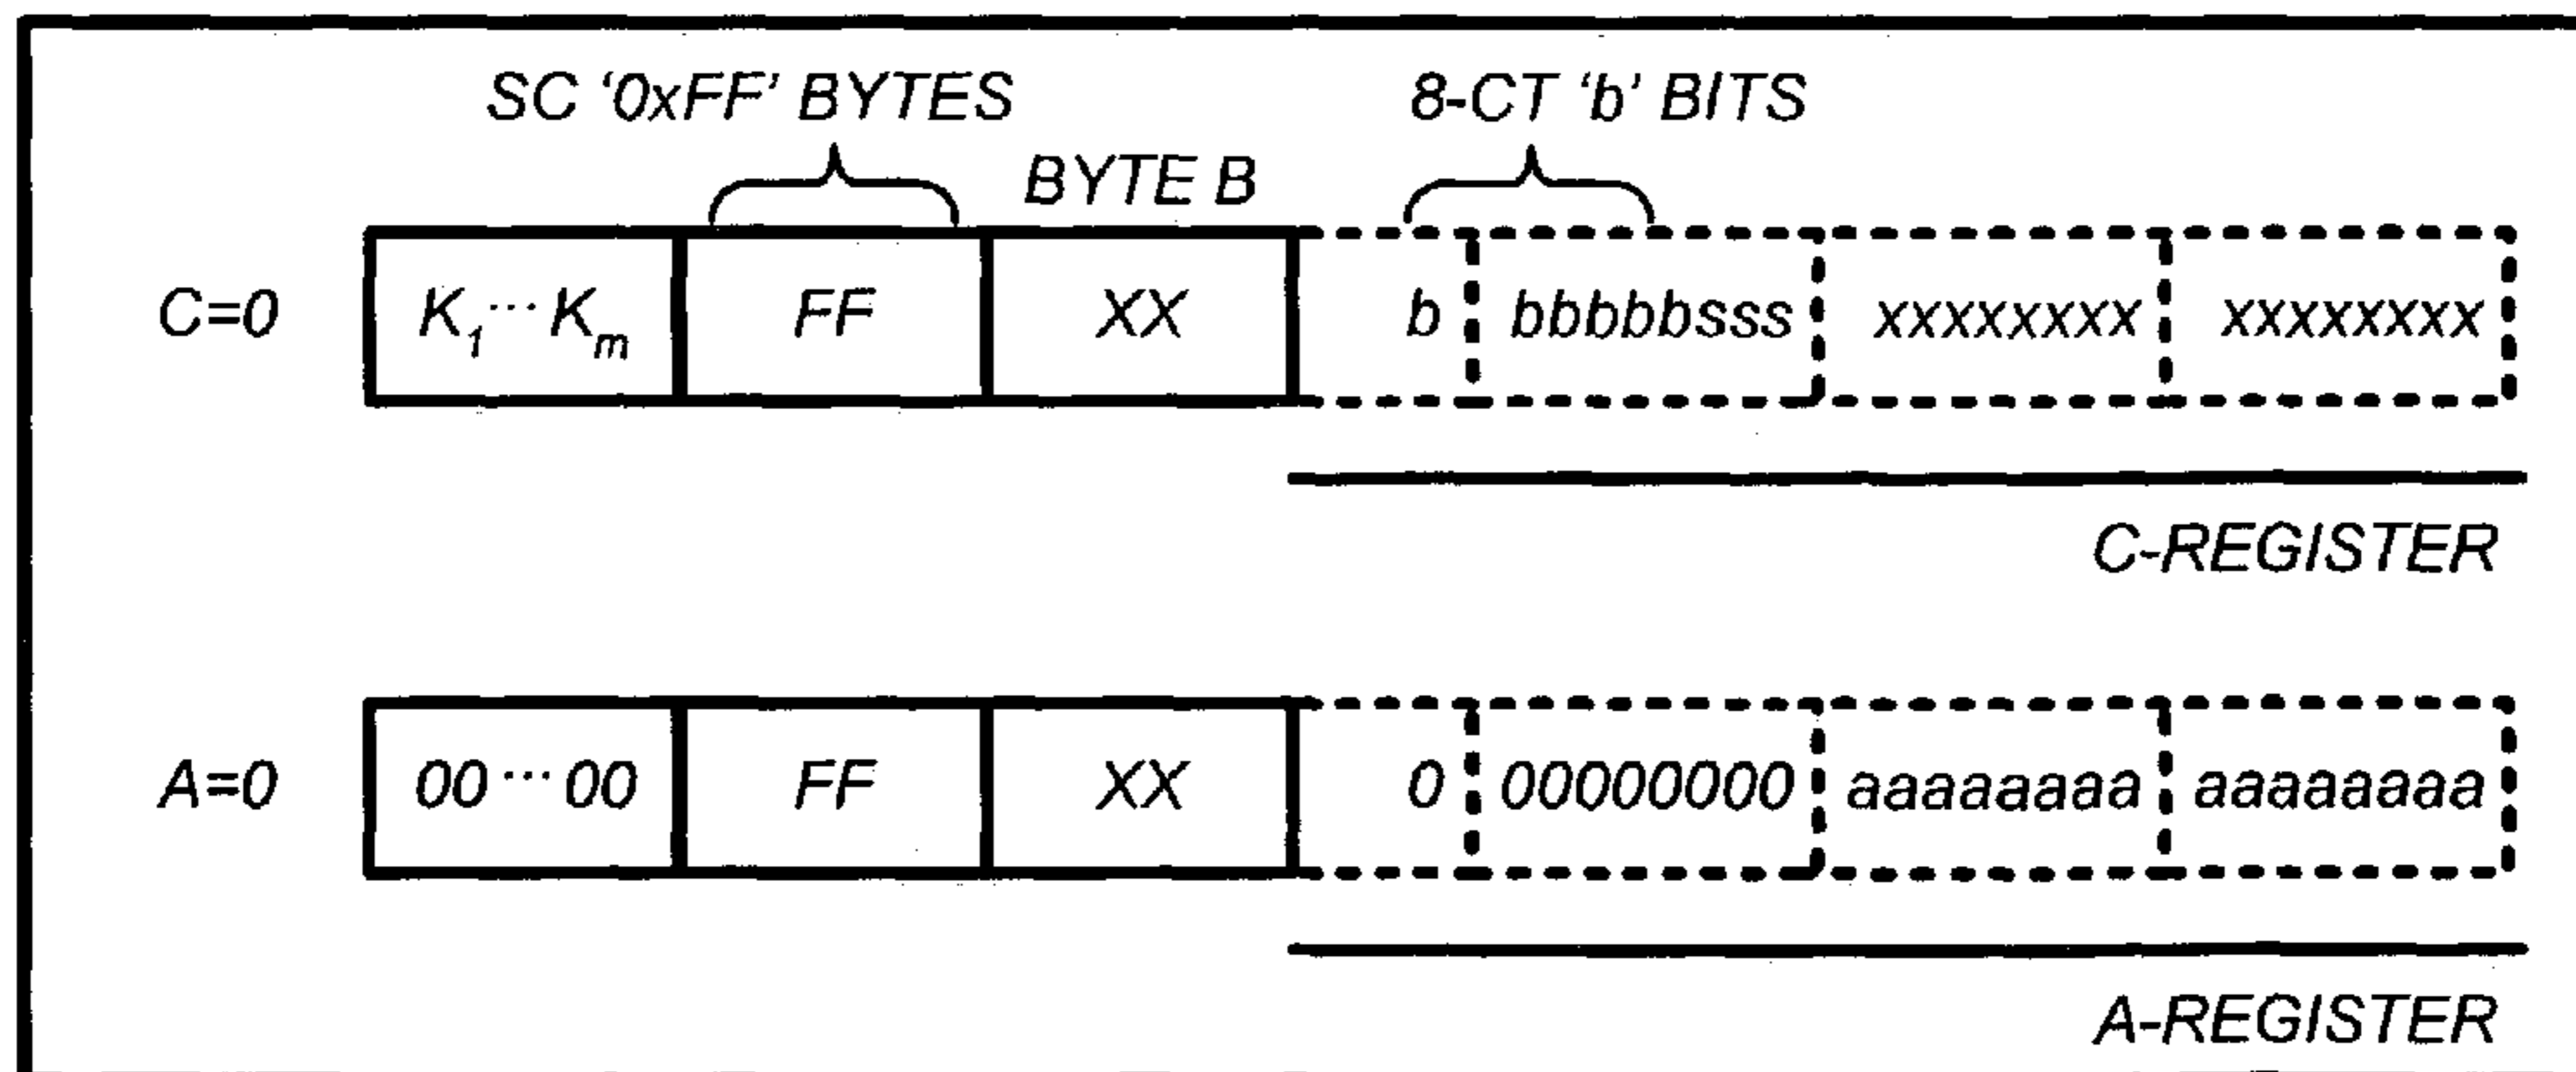 SC '0xFF' BYTES 8-CT 'b' BITS
BYTE B
C=0 K1 ··· Km FF XX b bbbbbsss xxxxxxxx xxxxxxxx
C-REGISTER
A=0 00 ··· 00 FF XX 0 00000000 aaaaaaaa aaaaaaaa
A-REGISTER